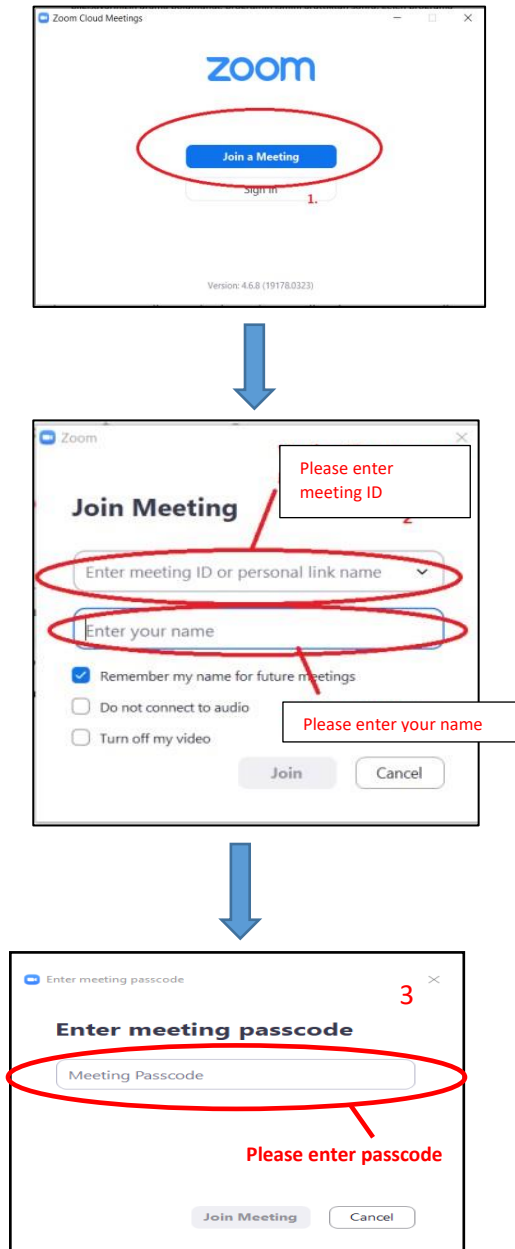 Zoom Cloud Meetings
zoom
Join a Meeting
Sign In
1.
Version: 4.6.8 (19178.0323)
Zoom
Please enter
meeting ID
Join Meeting
2
Enter meeting ID or personal link name
Enter your name
Remember my name for future meetings
Do not connect to audio
Please enter your name
Turn off my video
Join
Cancel
Enter meeting passcode
3
Enter meeting passcode
Meeting Passcode
Please enter passcode
Join Meeting
Cancel